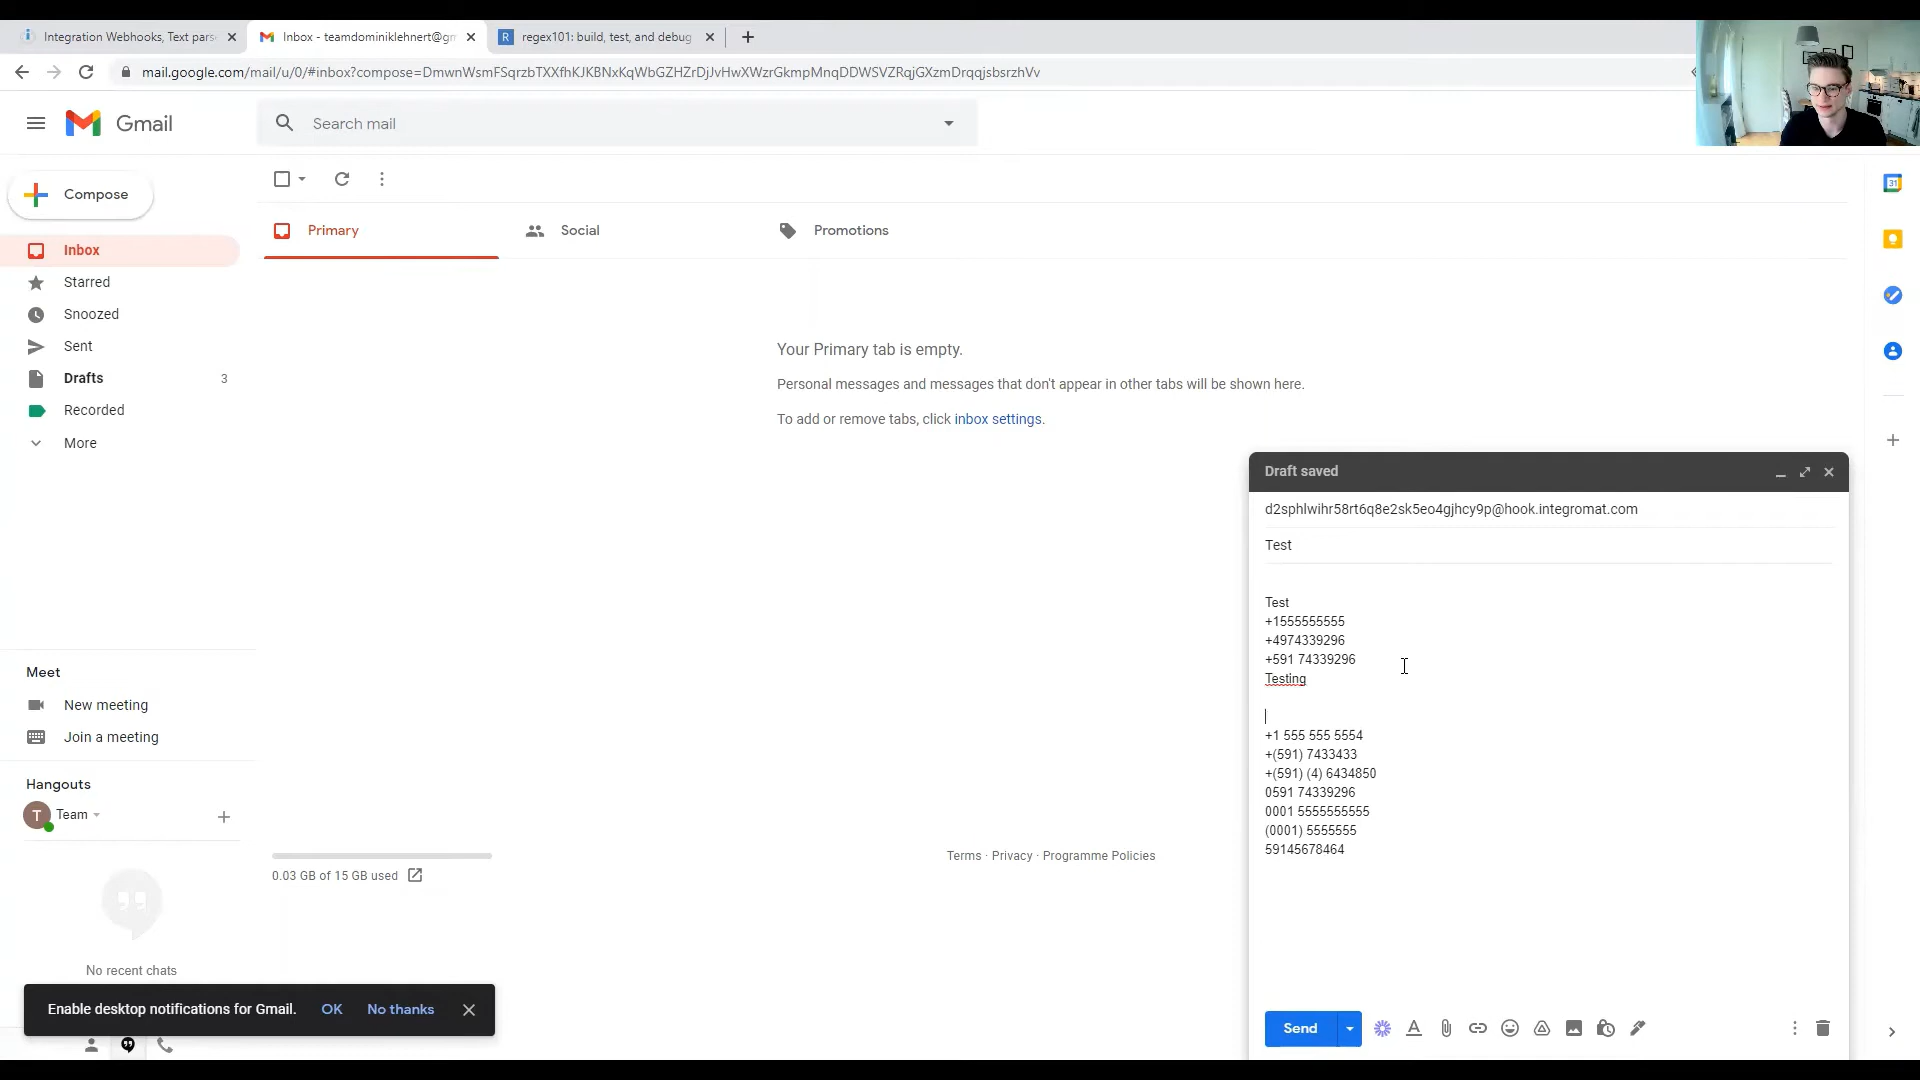 Integration Webhooks, Text pars
Inbox - teamdominiklehnert@gm
regex101: build, test, and debug
mail.google.com/mail/u/0/#inbox?compose=DmwnWsmFSqrzbTXXfhKJKBNxKqWbGZHZrDjJvHwXWzrGkmpMnqDDWSVZRqjGXzmDrqqjsbsrzhVv
Gmail
Search mail
Compose
Inbox
Starred
Snoozed
Sent
Drafts 3
Recorded
More
Primary
Social
Promotions
31
Your Primary tab is empty.
Personal messages and messages that don't appear in other tabs will be shown here.
To add or remove tabs, click inbox settings.
Draft saved
d2sphlwihr58rt6q8e2sk5eo4gjhcy9p@hook.integromat.com
Test
Test
+1555555555
+4974339296
+591 74339296
Testing
+1 555 555 5554
+(591) 7433433
+(591) (4) 6434850
0591 74339296
0001 5555555555
(0001) 5555555
59145678464
Send
Meet
New meeting
Join a meeting
Hangouts
T
Team
No recent chats
Terms · Privacy · Programme Policies
0.03 GB of 15 GB used
Enable desktop notifications for Gmail. OK No thanks